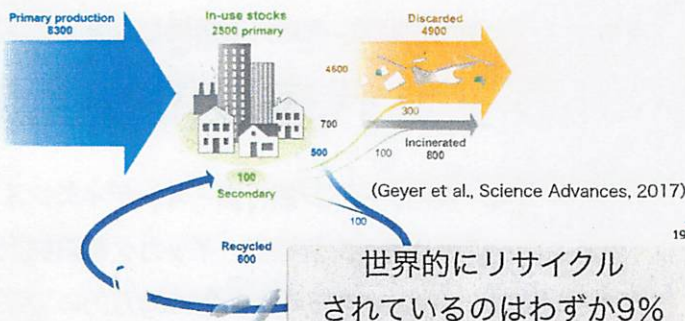 Primary production
8300
In-use stocks
2500 primary
Discarded
4900
4600
300
700
Incinerated
800
500
100
100
Secondary
(Geyer et al., Science Advances, 2017)
100
Recycled
600
19
世界的にリサイクル
されているのはわずか9%